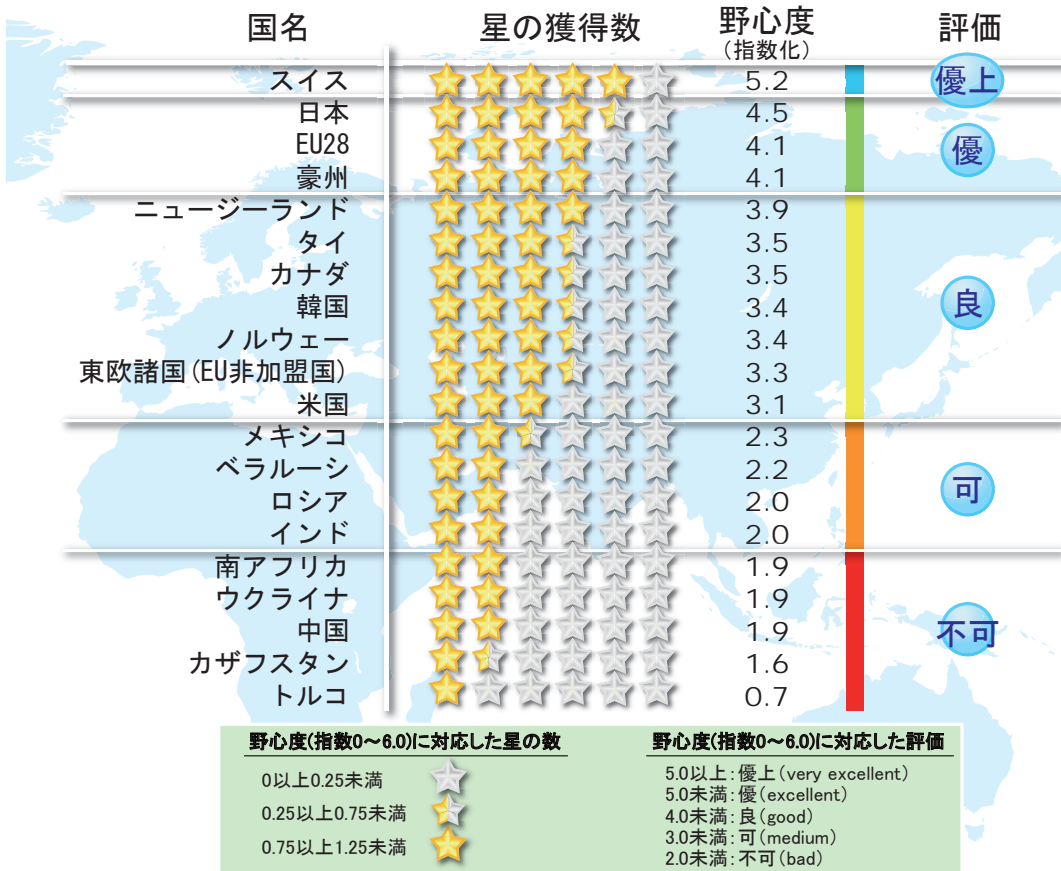 国名 星の獲得数 野心度 評価
(指数化)
スイス 5.2 優上
日本 4.5
EU28 4.1 優
豪州 4.1
ニュージーランド 3.9
タイ 3.5
カナダ 3.5
韓国 3.4 良
ノルウェー 3.4
東欧諸国(EU非加盟国) 3.3
米国 3.1
メキシコ 2.3
ベラルーシ 2.2
ロシア 2.0 可
インド 2.0
南アフリカ 1.9
ウクライナ 1.9
中国 1.9 不可
カザフスタン 1.6
トルコ 0.7
野心度(指数0～6.0)に対応した星の数
0以上0.25未満
0.25以上0.75未満
0.75以上1.25未満
野心度(指数0～6.0)に対応した評価
5.0以上:優上(very excellent)
5.0未満:優(excellent)
4.0未満:良(good)
3.0未満:可(medium)
2.0未満:不可(bad)